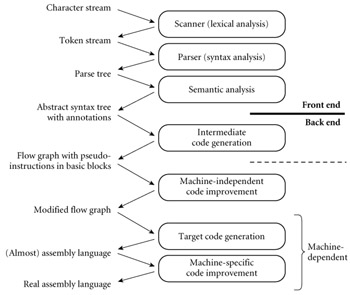 Character stream
Scanner (lexical analysis)
Token stream
Parser (syntax analysis)
Parse tree
Semantic analysis
Abstract syntax tree
with annotations
Front end
Back end
Intermediate
code generation
Flow graph with pseudo-
instructions in basic blocks
Machine-independent
code improvement
Modified flow graph
Target code generation
(Almost) assembly language
Machine-
dependent
Machine-specific
code improvement
Real assembly language